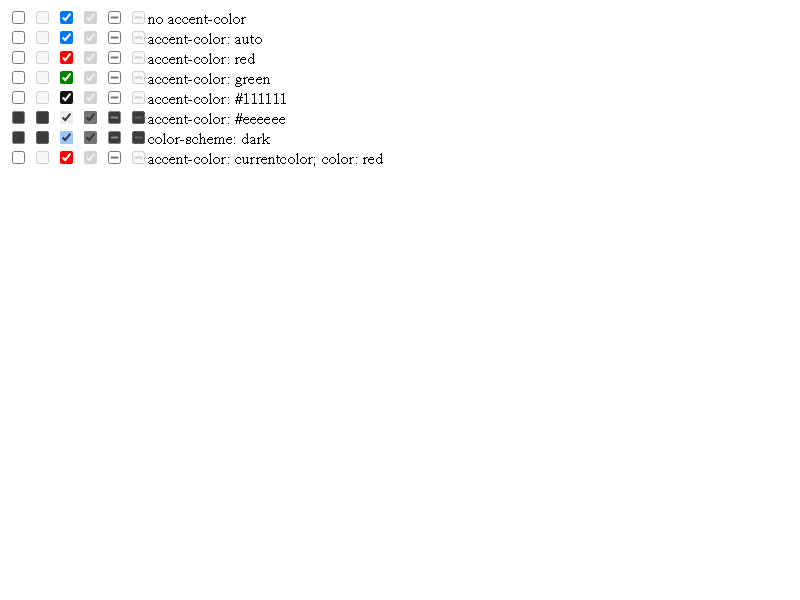 no accent-color
accent-color: auto
accent-color: red
accent-color: green
accent-color: #111111
accent-color: #eeeeee
color-scheme: dark
accent-color: currentcolor; color: red